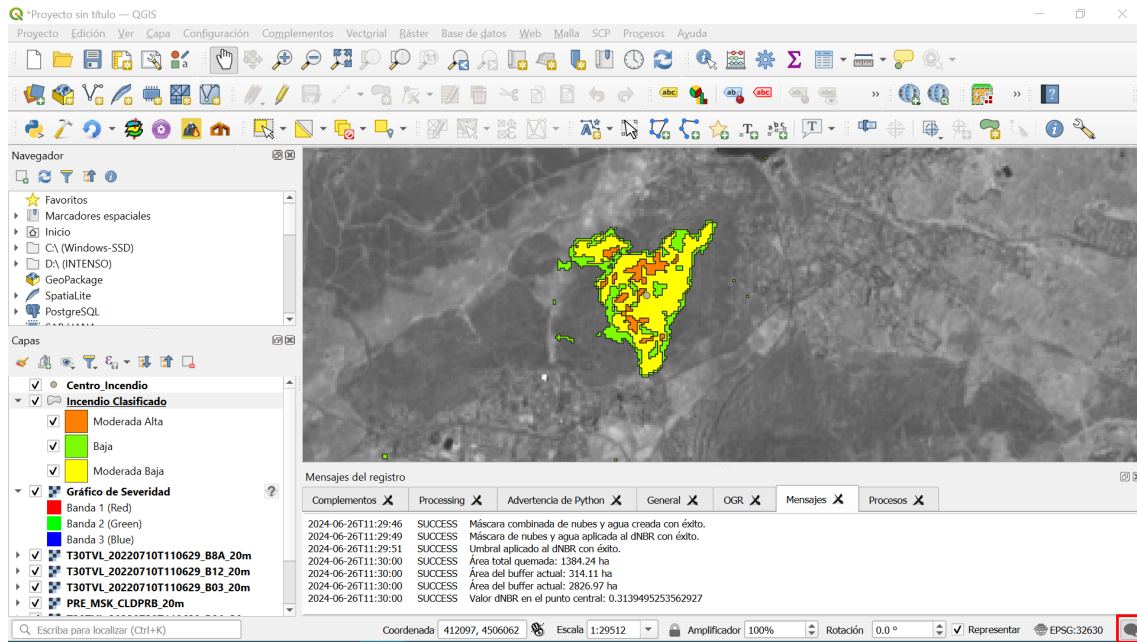 *Proyecto sin título — QGIS
Proyecto Edición Ver Capa Configuración Complementos Vectorial Ráster Base de datos Web Malla SCP Procesos Ayuda
Navegador
Favoritos
Marcadores espaciales
Inicio
C:\ (Windows-SSD)
D:\ (INTENSO)
GeoPackage
SpatiaLite
PostgreSQL
Capas
Centro_Incendio
Incendio Clasificado
Moderada Alta
Baja
Moderada Baja
Gráfico de Severidad
Banda 1 (Red)
Banda 2 (Green)
Banda 3 (Blue)
T30TVL_20220710T110629_B8A_20m
T30TVL_20220710T110629_B12_20m
T30TVL_20220710T110629_B03_20m
PRE_MSK_CLDPRB_20m
Mensajes del registro
Complementos Processing Advertencia de Python General OGR Mensajes Procesos
2024-06-26T11:29:46 SUCCESS Máscara combinada de nubes y agua creada con éxito.
2024-06-26T11:29:49 SUCCESS Máscara de nubes y agua aplicada al dNBR con éxito.
2024-06-26T11:29:51 SUCCESS Umbral aplicado al dNBR con éxito.
2024-06-26T11:30:00 SUCCESS Área total quemada: 1384.24 ha
2024-06-26T11:30:00 SUCCESS Área del buffer actual: 314.11 ha
2024-06-26T11:30:00 SUCCESS Área del buffer actual: 2826.97 ha
2024-06-26T11:30:00 SUCCESS Valor dNBR en el punto central: 0.3139495253562927
Escriba para localizar (Ctrl+K) Coordenada 412097, 4506062 Escala 1:29512 Amplificador 100% Rotación 0.0 ° Representar EPSG:32630